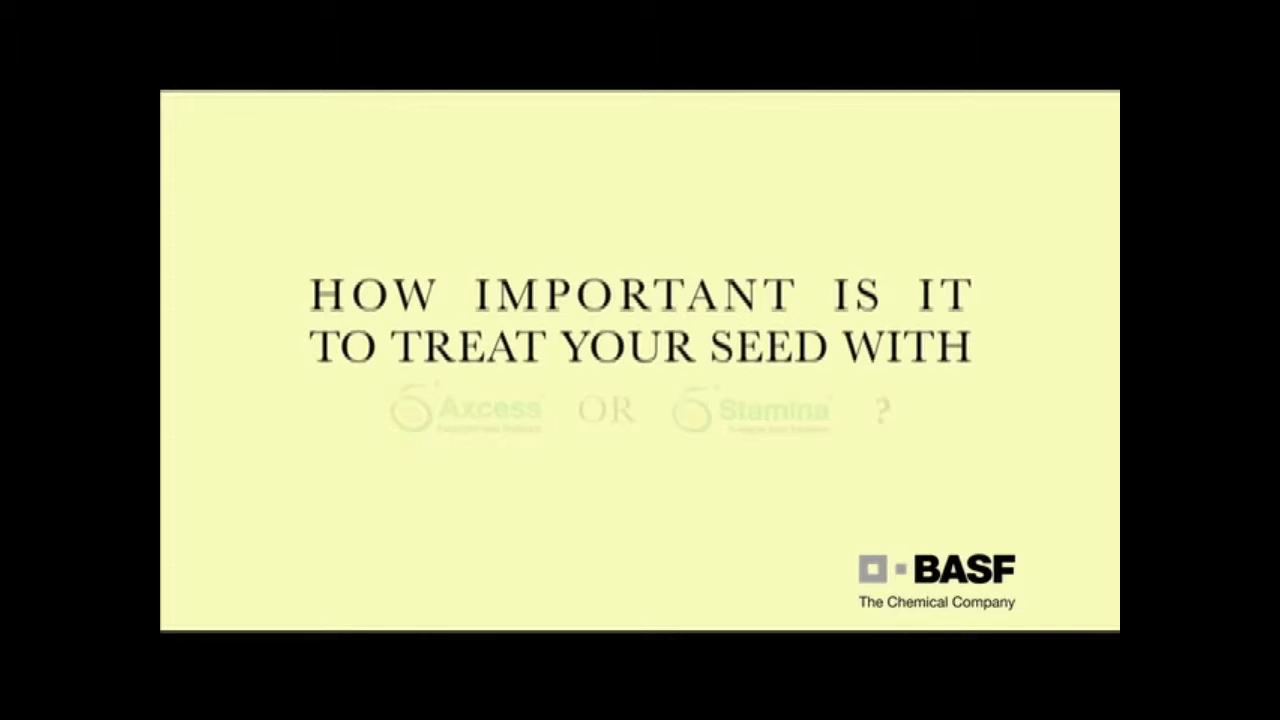 HOW IMPORTANT IS IT
TO TREAT YOUR SEED WITH
Axcess OR Stamina ?
BASF
The Chemical Company